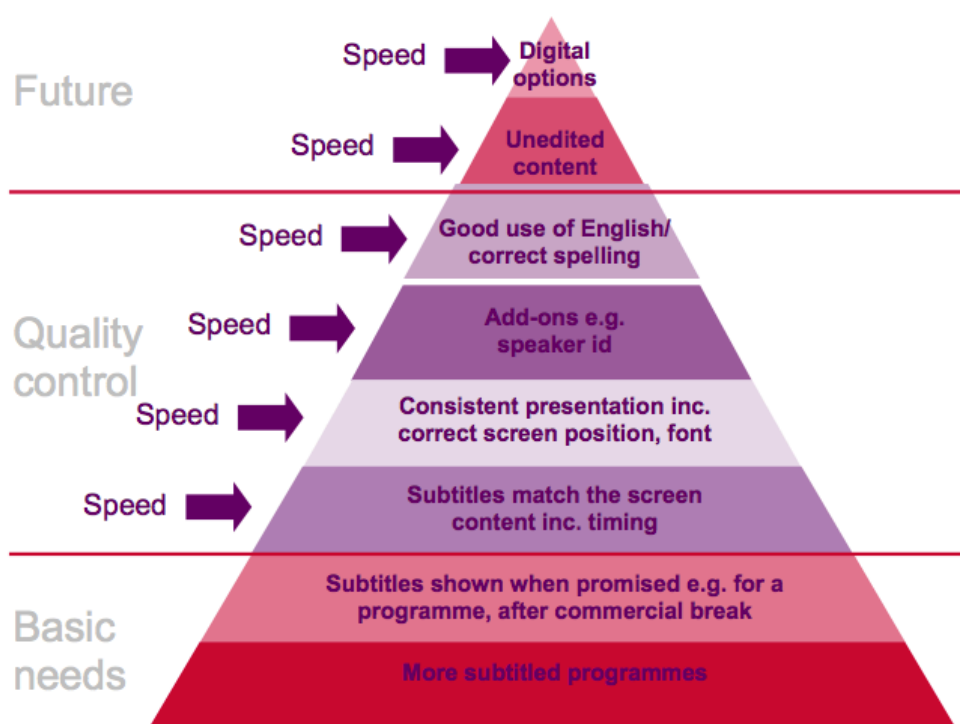 Speed
Digital
options
Future
Speed
Unedited
content
Speed
Good use of English/
correct spelling
Speed
Add-ons e.g.
speaker id
Quality
control
Speed
Consistent presentation inc.
correct screen position, font
Speed
Subtitles match the screen
content inc. timing
Subtitles shown when promised e.g. for a
programme, after commercial break
Basic
needs
More subtitled programmes